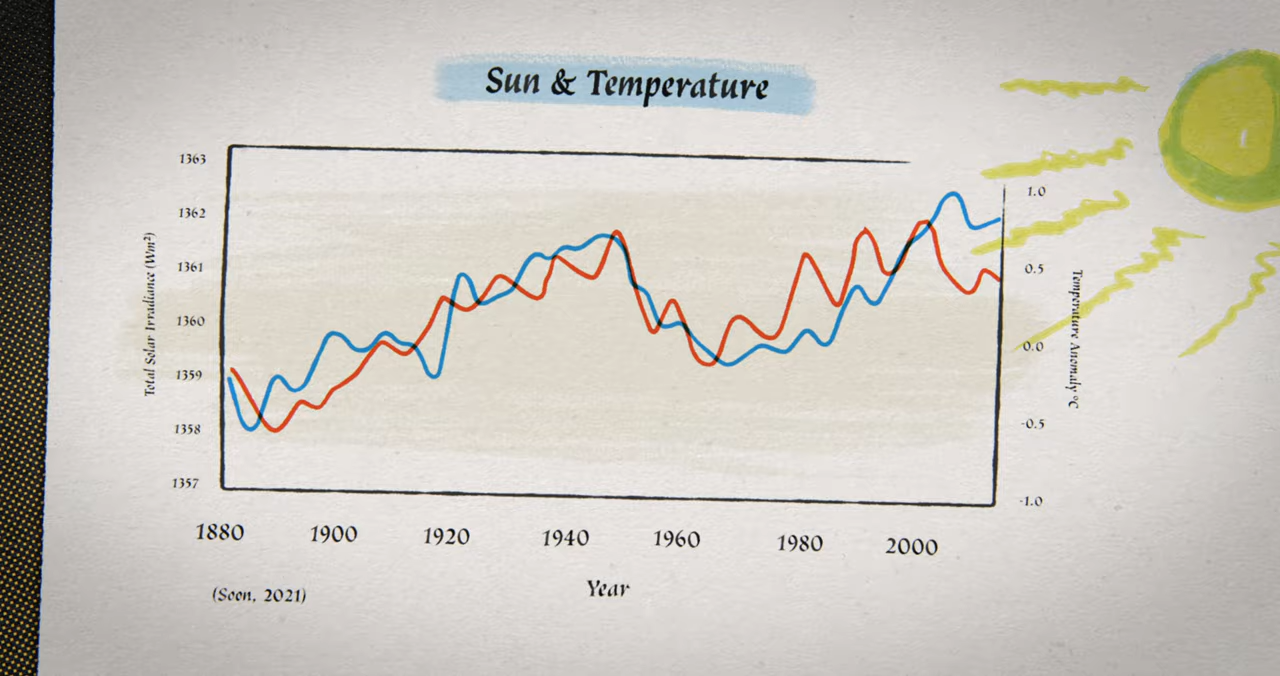 Sun & Temperature
1363
1362
1361
1360
1359
1358
1357
Total Solar Irradiance (Wm²)
1.0
0.5
0.0
-0.5
-1.0
Temperature Anomaly °C
1880 1900 1920 1940 1960 1980 2000
Year
(Soon, 2021)